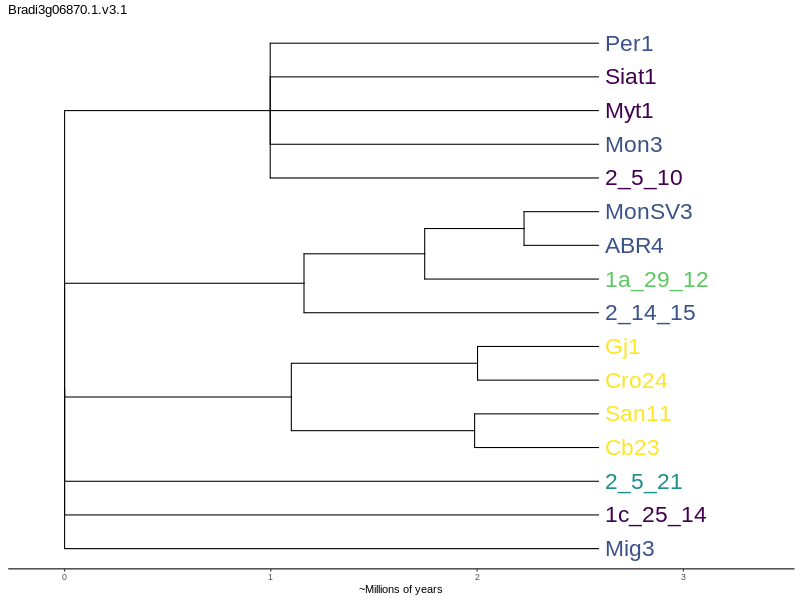 Bradi3g06870.1.v3.1
Per1
Siat1
Myt1
Mon3
2_5_10
MonSV3
ABR4
1a_29_12
2_14_15
Gj1
Cro24
San11
Cb23
2_5_21
1c_25_14
Mig3
0 1 2 3
~Millions of years